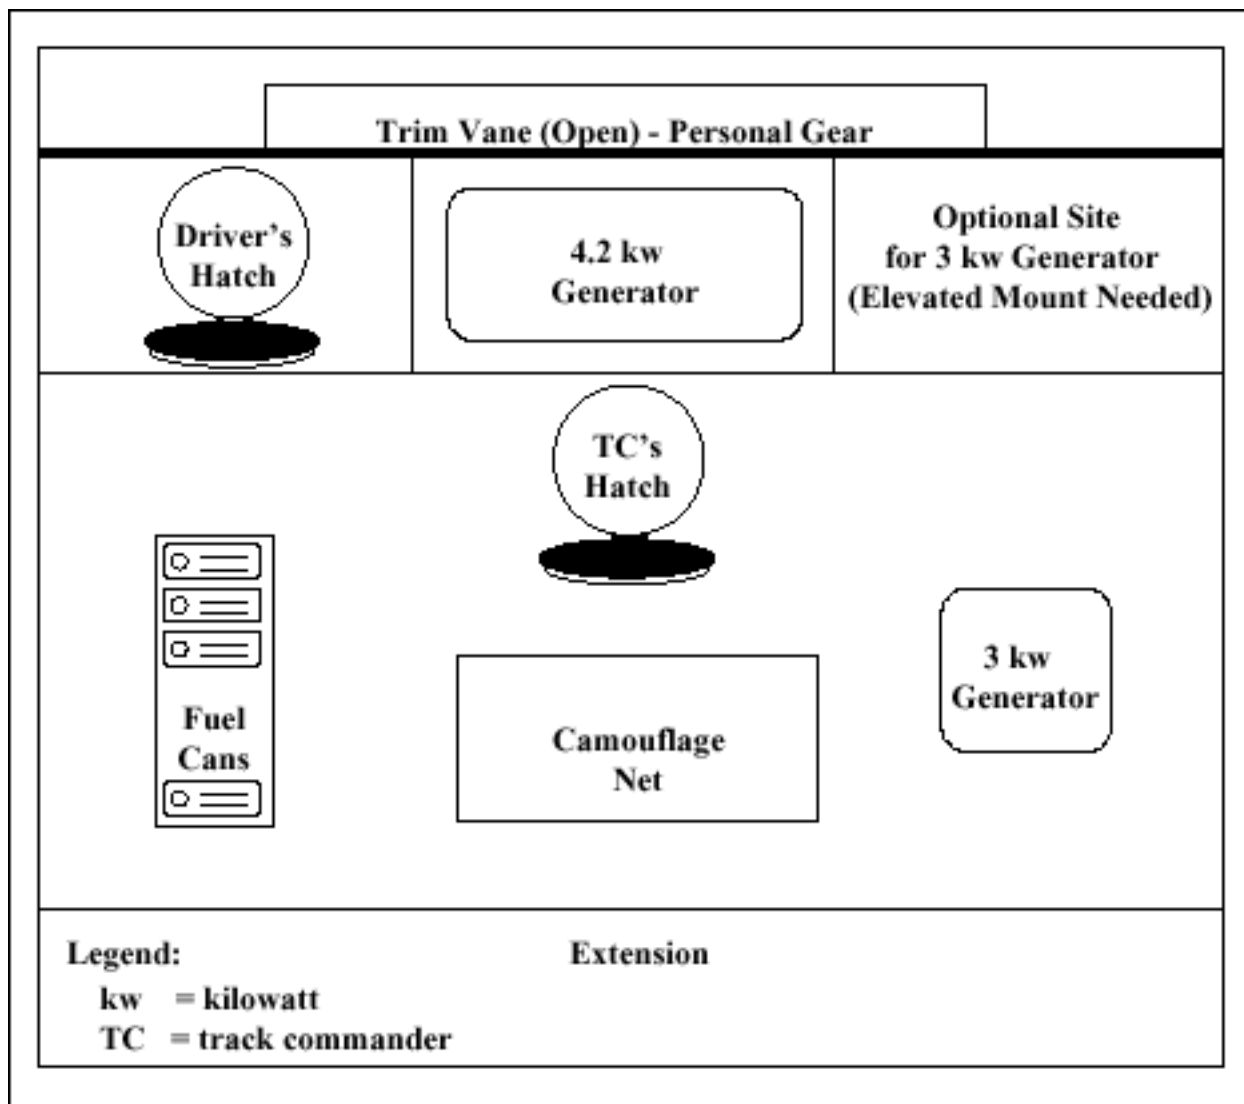 Trim Vane (Open) - Personal Gear
Driver's
Hatch
4.2 kw
Generator
Optional Site
for 3 kw Generator
(Elevated Mount Needed)
TC's
Hatch
Fuel
Cans
Camouflage
Net
3 kw
Generator
Legend:
kw = kilowatt
TC = track commander
Extension